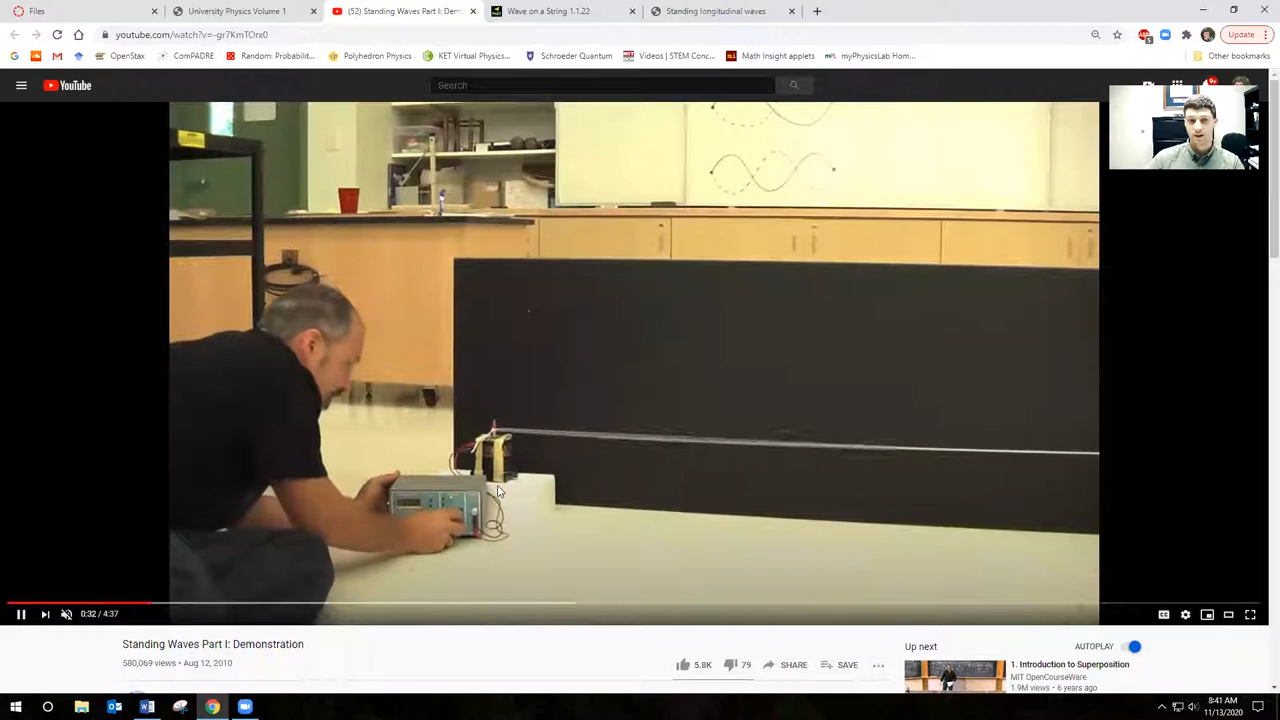 Files
University Physics Volume 1
(52) Standing Waves Part I: Dem
Wave on a String 1.1.22
Standing longitudinal waves
youtube.com/watch?v=-gr7KmTOrx0
Update
OpenStax
ComPADRE
Random: Probabilit...
Polyhedron Physics
KET Virtual Physics...
Schroeder Quantum
Videos | STEM Conc...
Math Insight applets
myPhysicsLab Hom...
Other bookmarks
YouTube
Search
9+
0:32 / 4:37
Standing Waves Part I: Demonstration
580,069 views • Aug 12, 2010
5.8K
79
SHARE
SAVE
Up next
AUTOPLAY
1. Introduction to Superposition
MIT OpenCourseWare
1.9M views • 6 years ago
8:41 AM
11/13/2020